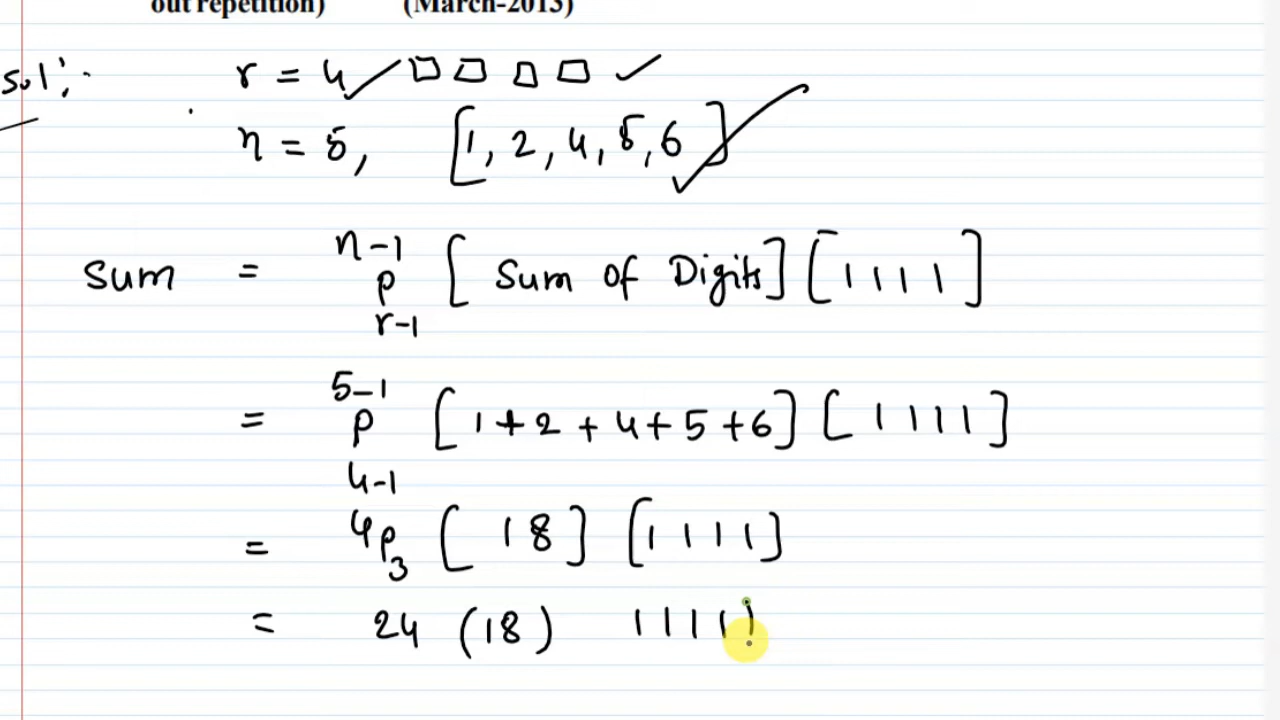 out repetition) (March-2013)
sol:- r = 4 ✓ □ □ □ □ ✓
n = 5, [1, 2, 4, 5, 6]
Sum = n-1 P r-1 [Sum of Digits] [1111]
= 5-1 P 4-1 [1+2+4+5+6] [1111]
= 4P3 [18] [1111]
= 24 (18) 11111